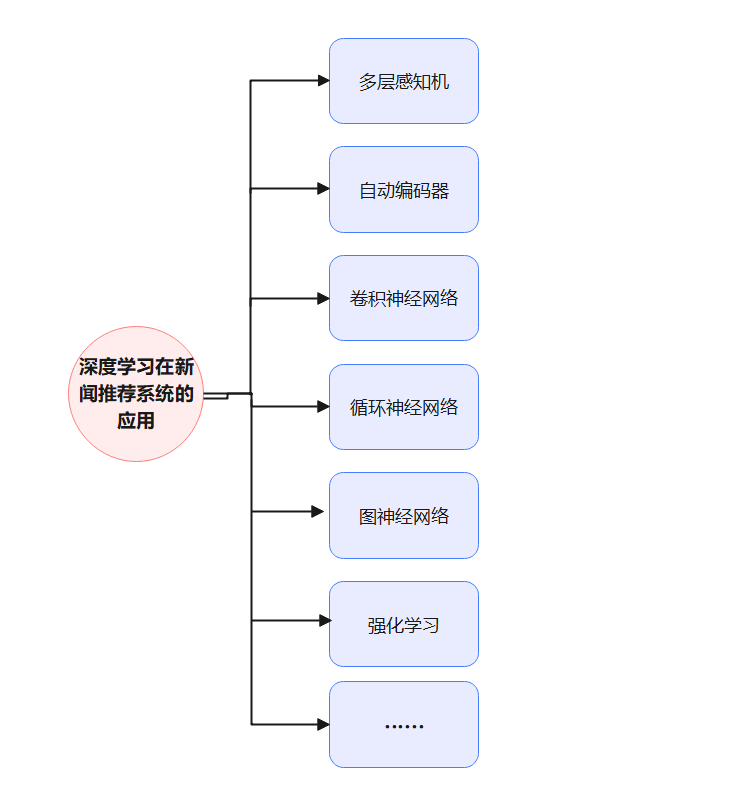 多层感知机
自动编码器
卷积神经网络
深度学习在新
闻推荐系统的
应用
循环神经网络
图神经网络
强化学习
……